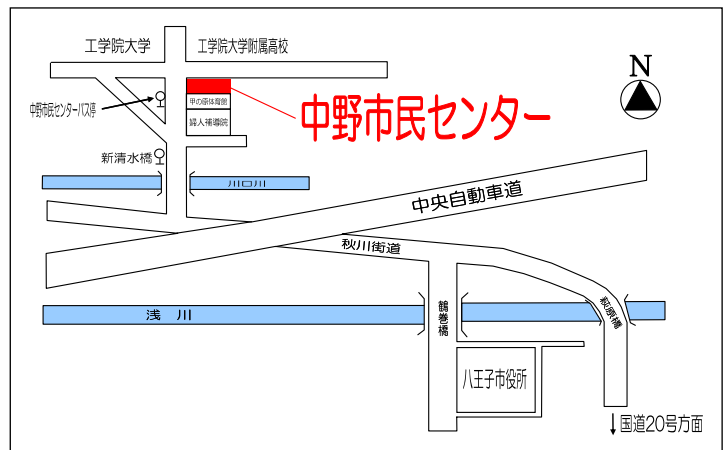 工学院大学
工学院大学附属高校
N
中野市民センターバス停
甲の原体育館
婦人補導院
中野市民センター
新清水橋
川口川
中央自動車道
秋川街道
浅川
鶴巻橋
萩原橋
八王子市役所
↓国道20号方面